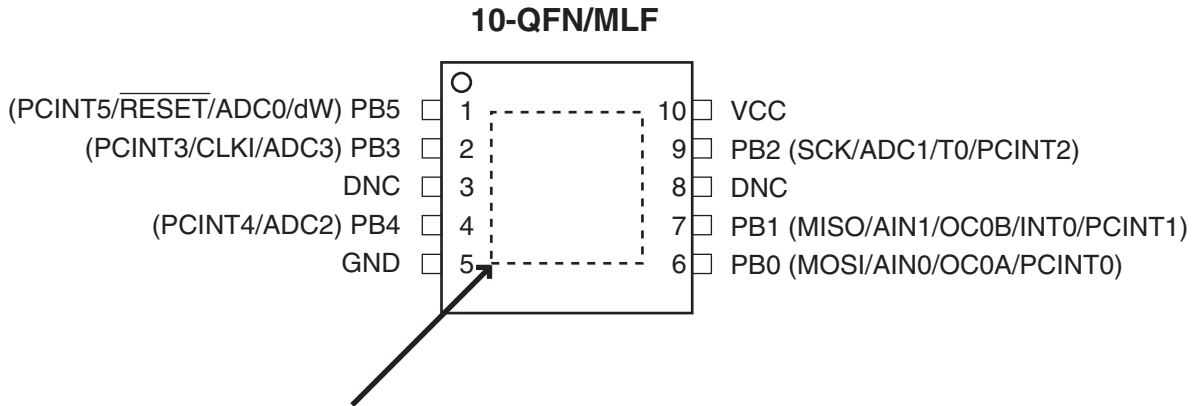 10-QFN/MLF
(PCINT5/RESET/ADC0/dW) PB5 1 10 VCC
(PCINT3/CLKI/ADC3) PB3 2 9 PB2 (SCK/ADC1/T0/PCINT2)
DNC 3 8 DNC
(PCINT4/ADC2) PB4 4 7 PB1 (MISO/AIN1/OC0B/INT0/PCINT1)
GND 5 6 PB0 (MOSI/AIN0/OC0A/PCINT0)